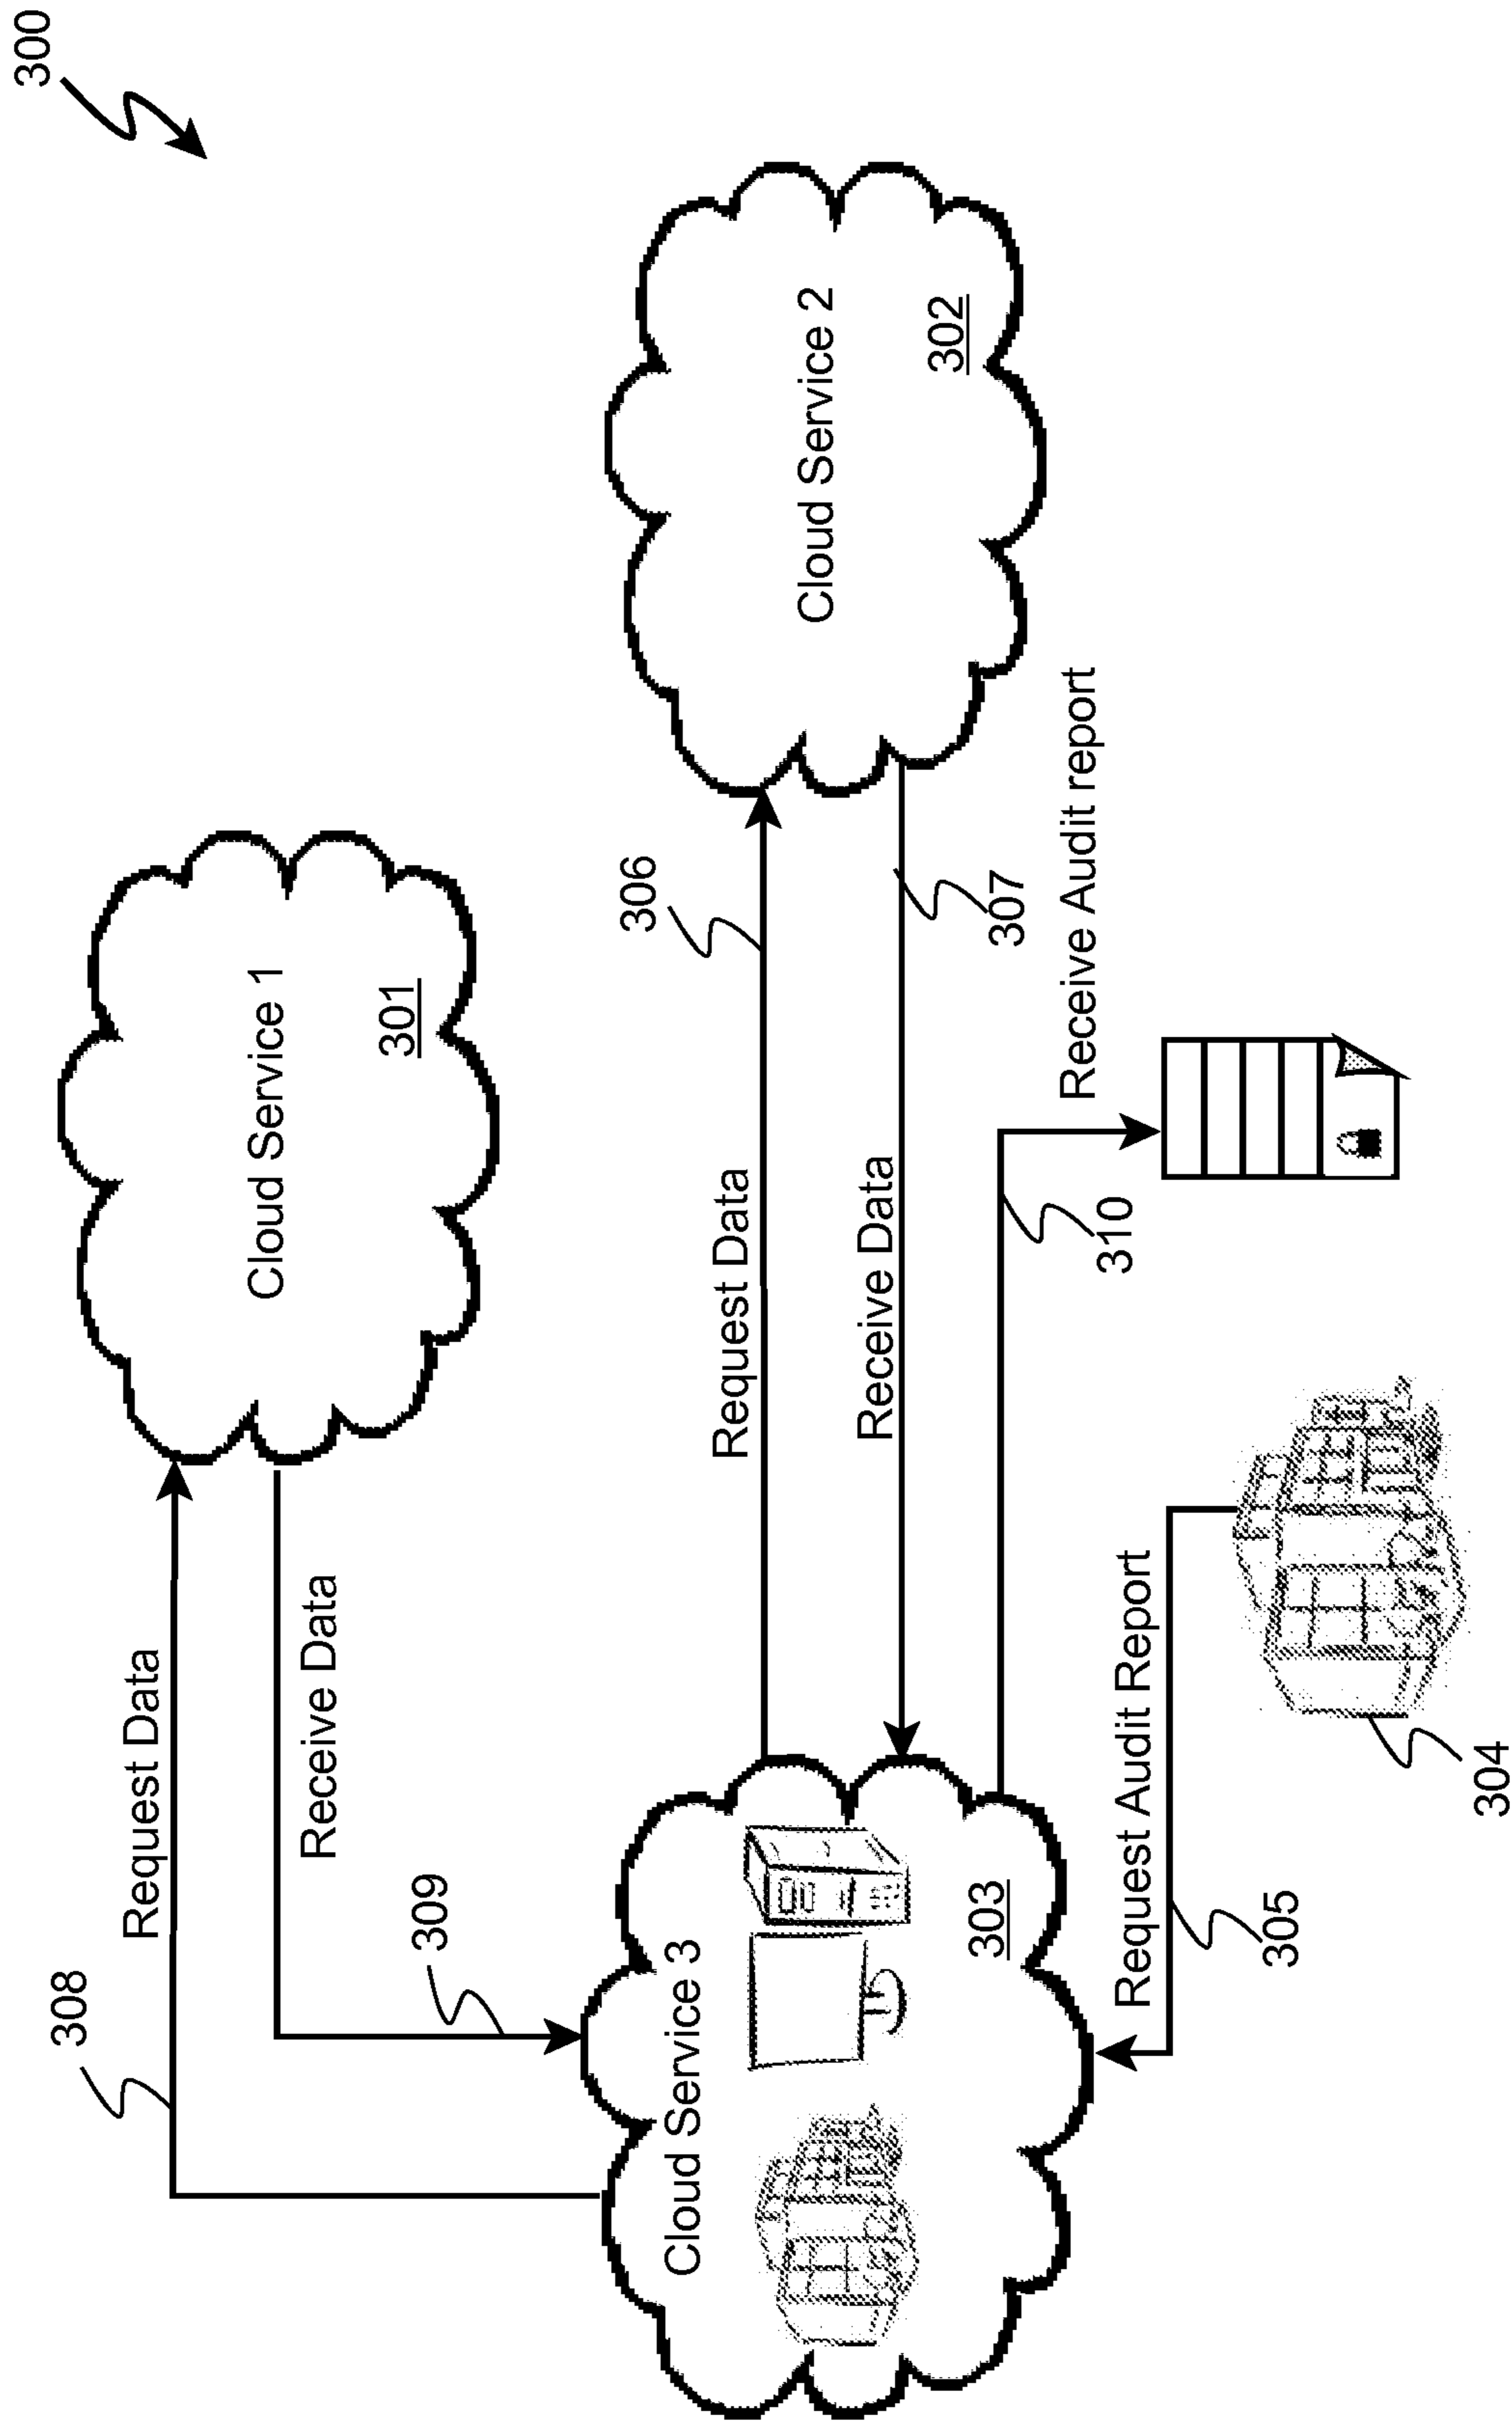 300
Cloud Service 1
301
Request Data
308
Receive Data
309
Cloud Service 2
302
306
Request Data
Receive Data
307
Cloud Service 3
303
Receive Audit report
310
Request Audit Report
305
304